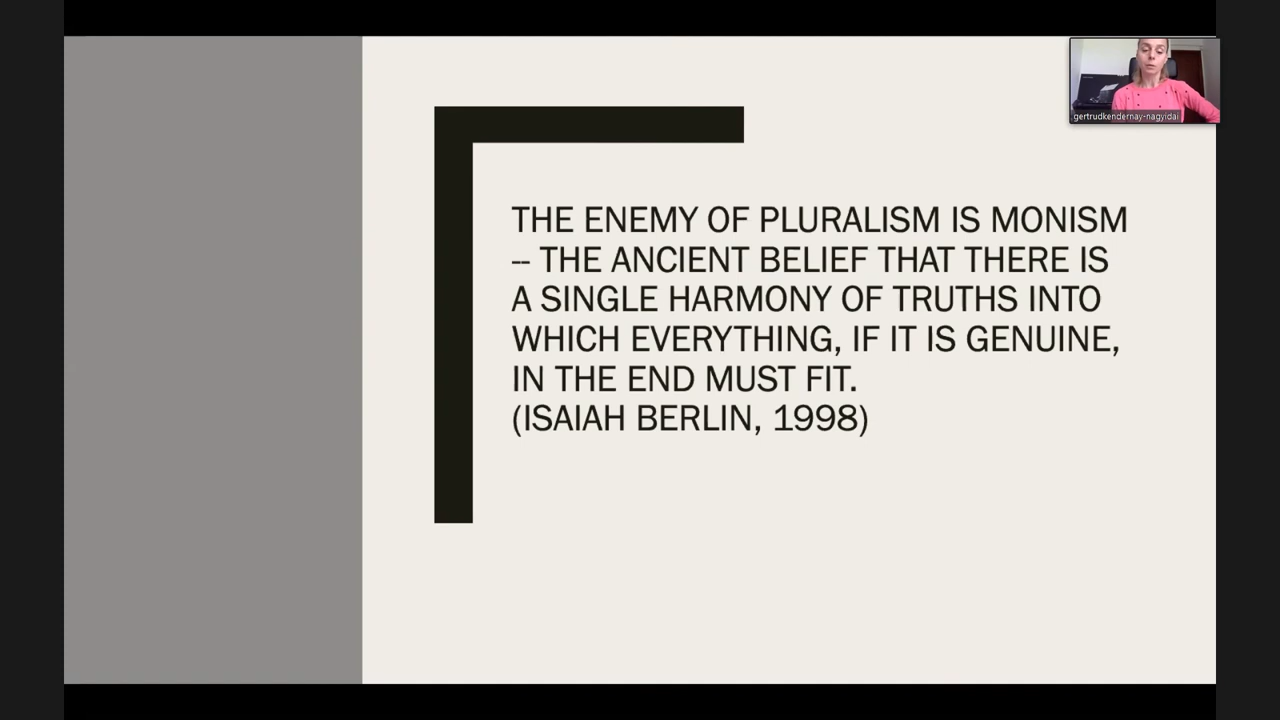 gertrudkendernay-nagyidai
THE ENEMY OF PLURALISM IS MONISM
-- THE ANCIENT BELIEF THAT THERE IS
A SINGLE HARMONY OF TRUTHS INTO
WHICH EVERYTHING, IF IT IS GENUINE,
IN THE END MUST FIT.
(ISAIAH BERLIN, 1998)